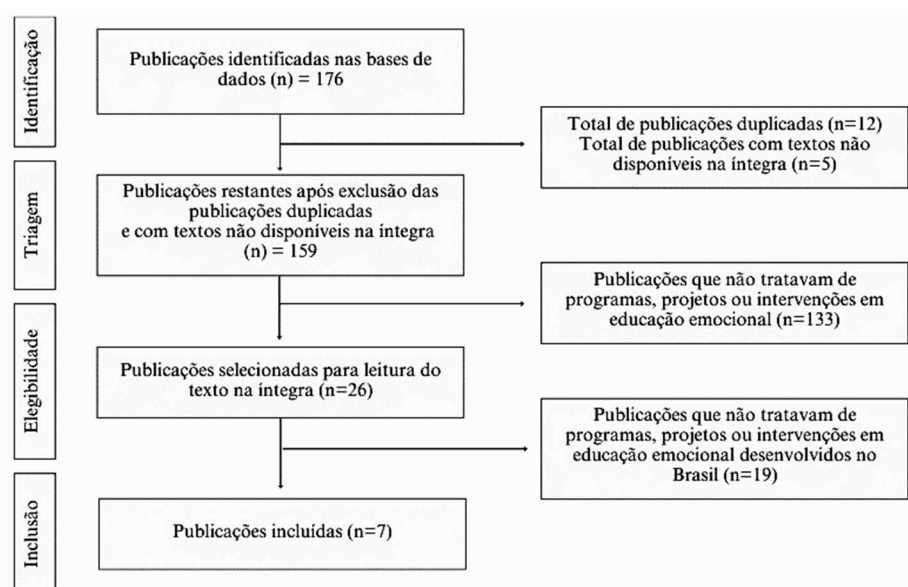 Identificação
Publicações identificadas nas bases de
dados (n) = 176
Total de publicações duplicadas (n=12)
Total de publicações com textos não
disponíveis na íntegra (n=5)
Triagem
Publicações restantes após exclusão das
publicações duplicadas
e com textos não disponíveis na íntegra
(n) = 159
Publicações que não tratavam de
programas, projetos ou intervenções em
educação emocional (n=133)
Elegibilidade
Publicações selecionadas para leitura do
texto na íntegra (n=26)
Publicações que não tratavam de
programas, projetos ou intervenções em
educação emocional desenvolvidos no
Brasil (n=19)
Inclusão
Publicações incluídas (n=7)